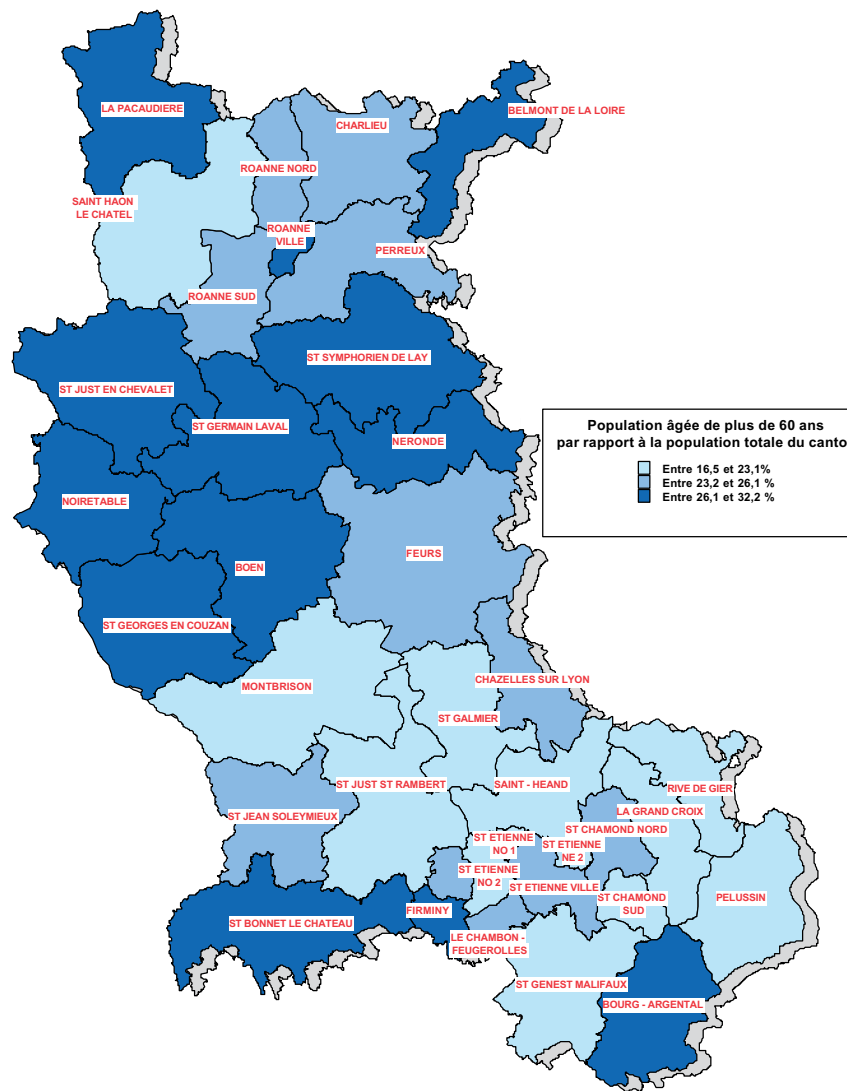 LA PACAUDIERE
BELMONT DE LA LOIRE
CHARLIEU
ROANNE NORD
SAINT HAON
LE CHATEL
ROANNE
VILLE
PERREUX
ROANNE SUD
ST SYMPHORIEN DE LAY
ST JUST EN CHEVALET
ST GERMAIN LAVAL
NERONDE
Population âgée de plus de 60 ans
par rapport à la population totale du canto
Entre 16,5 et 23,1%
Entre 23,2 et 26,1 %
Entre 26,1 et 32,2 %
NOIRETABLE
FEURS
BOEN
ST GEORGES EN COUZAN
CHAZELLES SUR LYON
MONTBRISON
ST GALMIER
ST JUST ST RAMBERT
SAINT - HEAND
RIVE DE GIER
LA GRAND CROIX
ST JEAN SOLEYMIEUX
ST CHAMOND NORD
ST ETIENNE
NO 1
ST ETIENNE
NE 2
ST ETIENNE
NO 2
ST ETIENNE VILLE
ST CHAMOND
SUD
PELUSSIN
FIRMINY
ST BONNET LE CHATEAU
LE CHAMBON -
FEUGEROLLES
ST GENEST MALIFAUX
BOURG - ARGENTAL